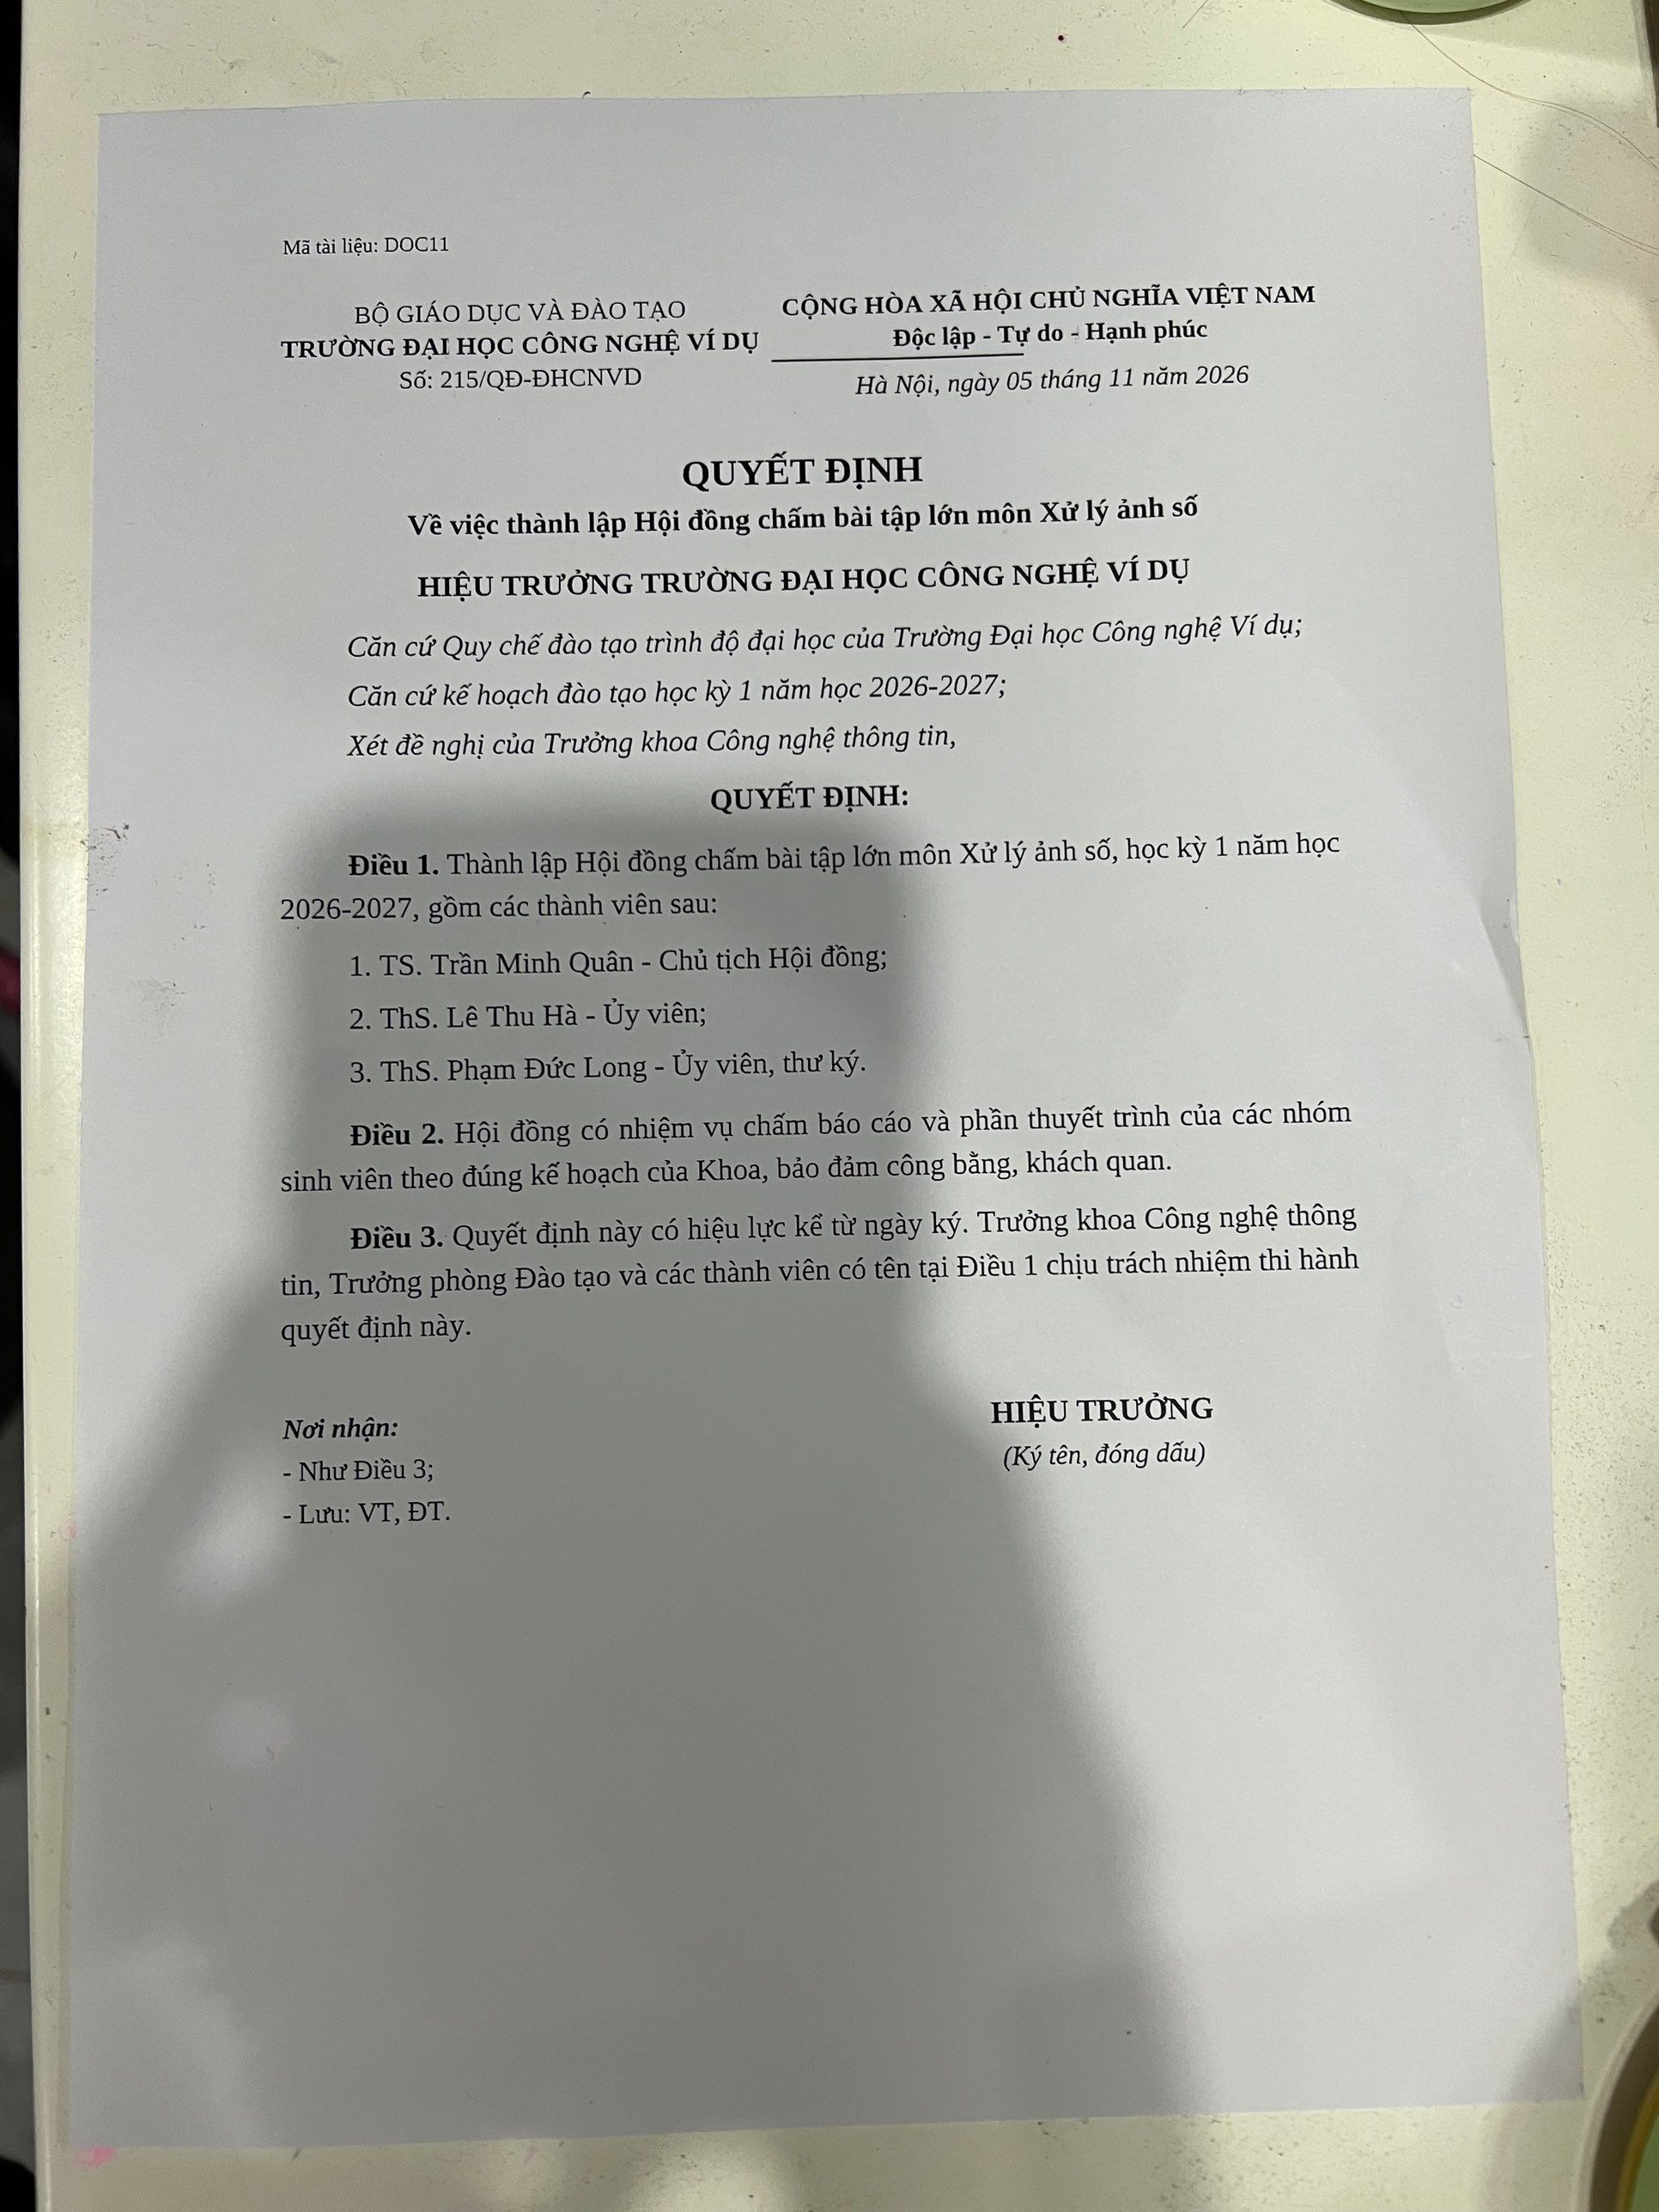 Mã tài liệu: DOC11
BỘ GIÁO DỤC VÀ ĐÀO TẠO
TRƯỜNG ĐẠI HỌC CÔNG NGHỆ VÍ DỤ
Số: 215/QĐ-ĐHCNVD
CỘNG HÒA XÃ HỘI CHỦ NGHĨA VIỆT NAM
Độc lập - Tự do - Hạnh phúc
Hà Nội, ngày 05 tháng 11 năm 2026
QUYẾT ĐỊNH
Về việc thành lập Hội đồng chấm bài tập lớn môn Xử lý ảnh số
HIỆU TRƯỞNG TRƯỜNG ĐẠI HỌC CÔNG NGHỆ VÍ DỤ
Căn cứ Quy chế đào tạo trình độ đại học của Trường Đại học Công nghệ Ví dụ;
Căn cứ kế hoạch đào tạo học kỳ 1 năm học 2026-2027;
Xét đề nghị của Trưởng khoa Công nghệ thông tin,
QUYẾT ĐỊNH:
Điều 1. Thành lập Hội đồng chấm bài tập lớn môn Xử lý ảnh số, học kỳ 1 năm học
2026-2027, gồm các thành viên sau:
1. TS. Trần Minh Quân - Chủ tịch Hội đồng;
2. ThS. Lê Thu Hà - Ủy viên;
3. ThS. Phạm Đức Long - Ủy viên, thư ký.
Điều 2. Hội đồng có nhiệm vụ chấm báo cáo và phần thuyết trình của các nhóm
sinh viên theo đúng kế hoạch của Khoa, bảo đảm công bằng, khách quan.
Điều 3. Quyết định này có hiệu lực kể từ ngày ký. Trưởng khoa Công nghệ thông
tin, Trưởng phòng Đào tạo và các thành viên có tên tại Điều 1 chịu trách nhiệm thi hành
quyết định này.
Nơi nhận:
- Như Điều 3;
- Lưu: VT, ĐT.
HIỆU TRƯỞNG
(Ký tên, đóng dấu)